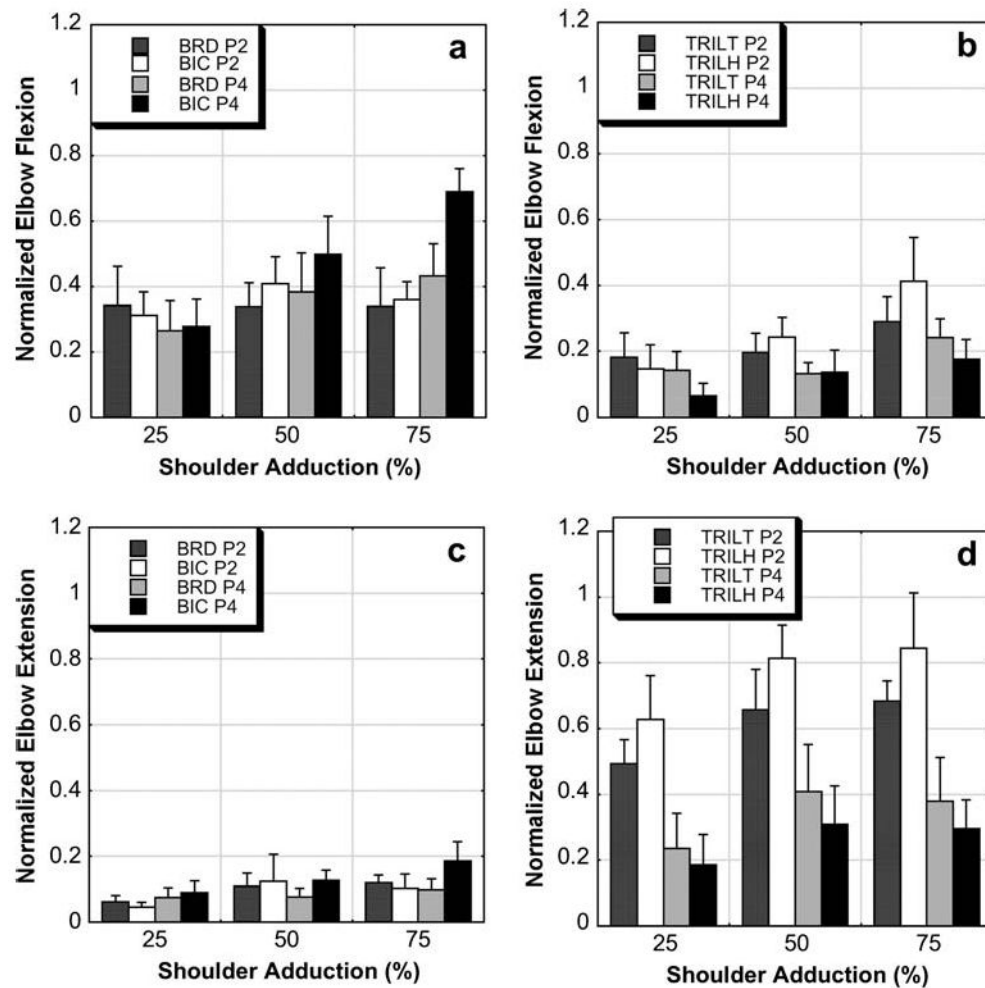 a
1.2
1
0.8
0.6
0.4
0.2
0
BRD P2
BIC P2
BRD P4
BIC P4
Normalized Elbow Flexion
25 50 75
Shoulder Adduction (%)
b
1.2
1
0.8
0.6
0.4
0.2
0
TRILT P2
TRILH P2
TRILT P4
TRILH P4
Normalized Elbow Flexion
25 50 75
Shoulder Adduction (%)
c
1.2
1
0.8
0.6
0.4
0.2
0
BRD P2
BIC P2
BRD P4
BIC P4
Normalized Elbow Extension
25 50 75
Shoulder Adduction (%)
d
1.2
1
0.8
0.6
0.4
0.2
0
TRILT P2
TRILH P2
TRILT P4
TRILH P4
Normalized Elbow Extension
25 50 75
Shoulder Adduction (%)